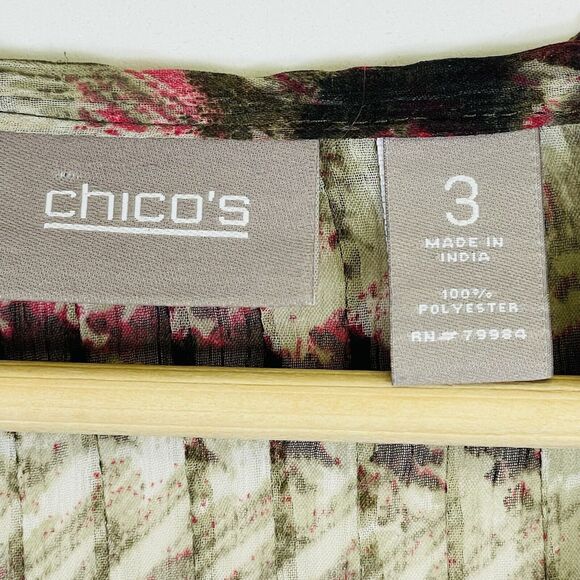 chico's
3
MADE IN
INDIA
100%
POLYESTER
RN# 79984